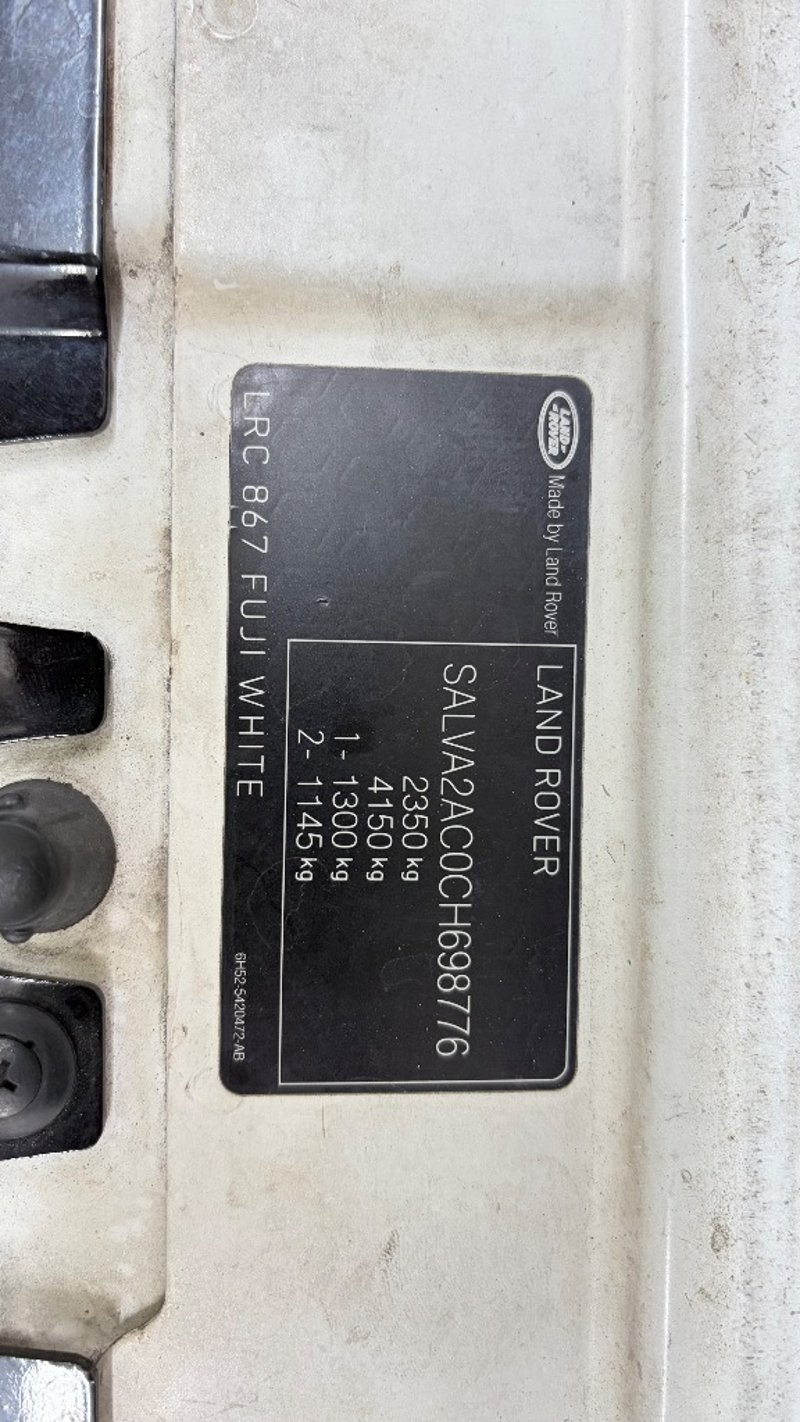 LAND
ROVER
Made by Land Rover
LAND ROVER
SALVA2AC0CH698776
2350 kg
4150 kg
1- 1300 kg
2- 1145 kg
LRC 867 FUJI WHITE
6H52-5420472-AB